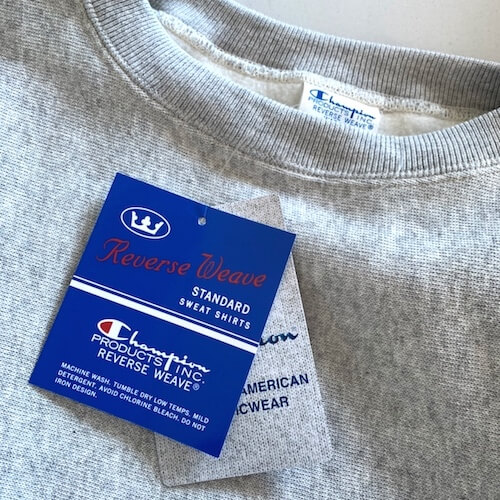 Champion
PRODUCTS INC
REVERSE WEAVE®
Reverse Weave
STANDARD
SWEAT SHIRTS
Champion
PRODUCTS INC.
REVERSE WEAVE®
MACHINE WASH. TUMBLE DRY LOW TEMPS. MILD
DETERGENT. AVOID CHLORINE BLEACH. DO NOT
IRON DESIGN.
AMERICAN